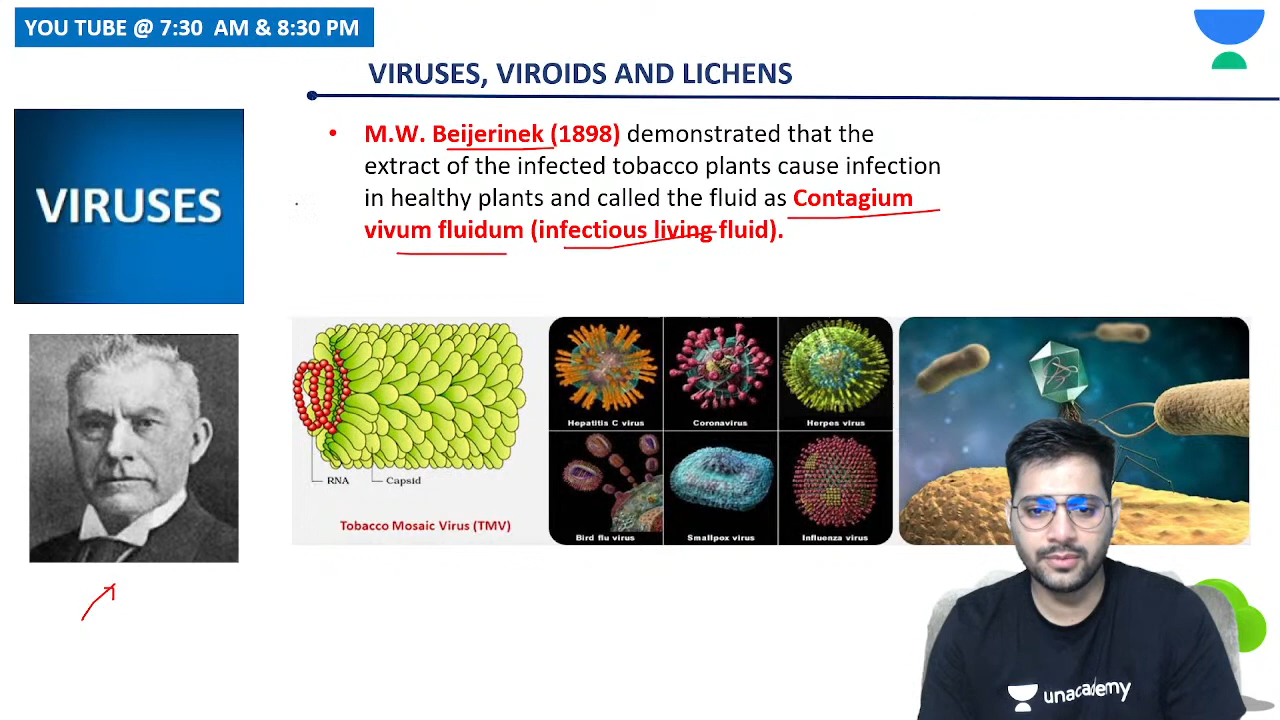 YOU TUBE @ 7:30 AM & 8:30 PM
VIRUSES, VIROIDS AND LICHENS
VIRUSES
• M.W. Beijerinek (1898) demonstrated that the
extract of the infected tobacco plants cause infection
in healthy plants and called the fluid as Contagium
vivum fluidum (infectious living fluid).
RNA
Capsid
Tobacco Mosaic Virus (TMV)
Hepatitis C virus
Coronavirus
Herpes virus
Bird flu virus
Smallpox virus
Influenza virus
unacademy